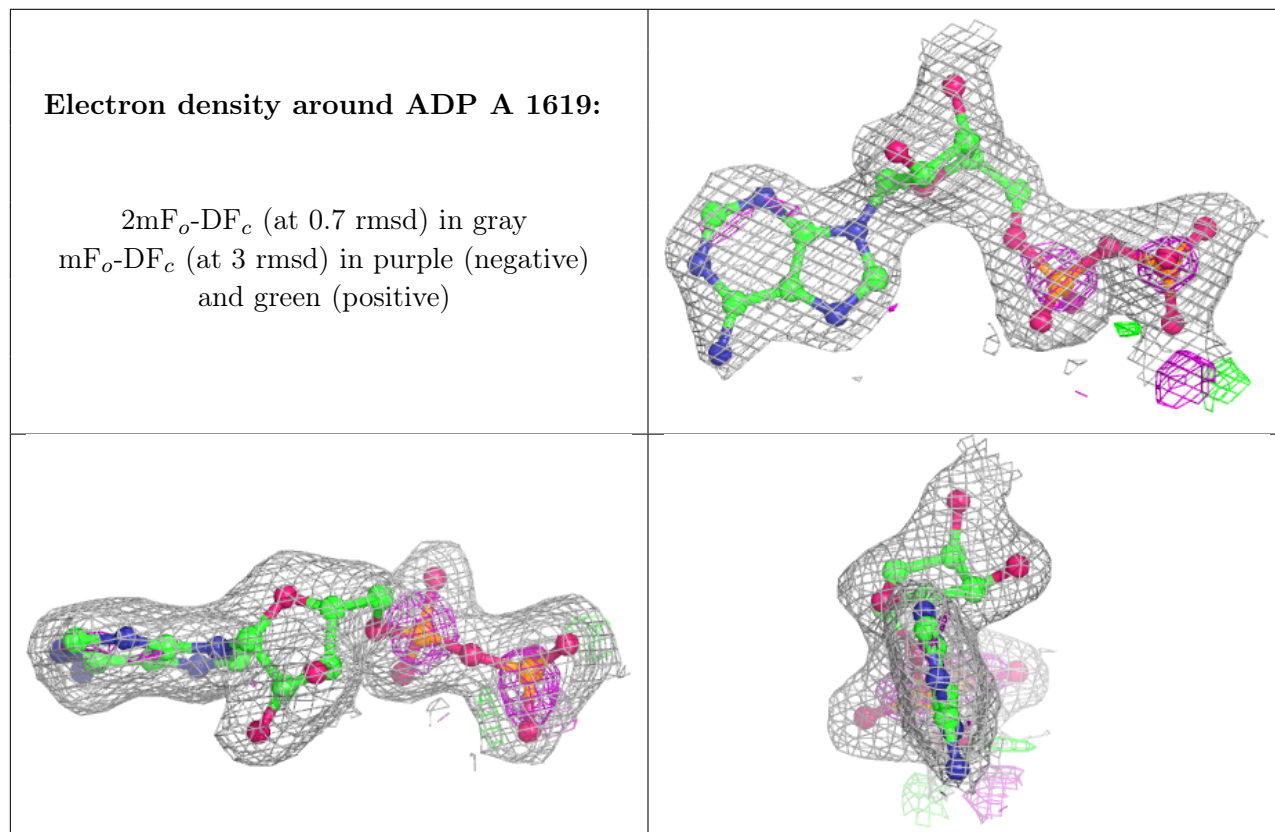 Electron density around ADP A 1619:
2mFo-DFc (at 0.7 rmsd) in gray
mFo-DFc (at 3 rmsd) in purple (negative)
and green (positive)